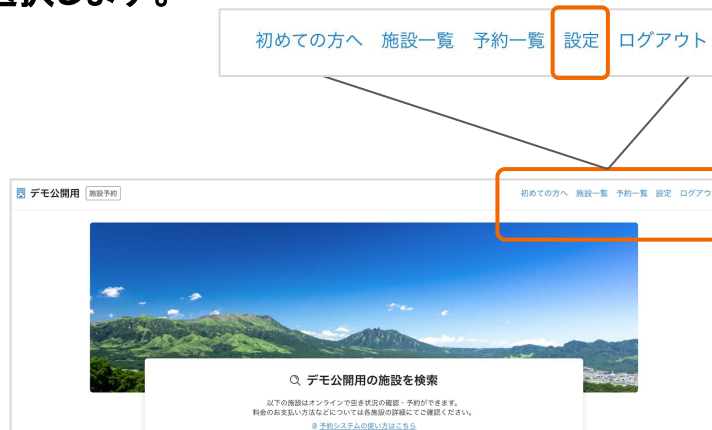 択します。
初めての方へ 施設一覧 予約一覧 設定 ログアウト
デモ公開用 施設予約
初めての方へ 施設一覧 予約一覧 設定 ログアウ
デモ公開用の施設を検索
以下の施設はオンラインで空き状況の確認・予約ができます。
料金のお支払い方法などについては各施設の詳細にてご確認ください。
予約システムの使い方はこちら